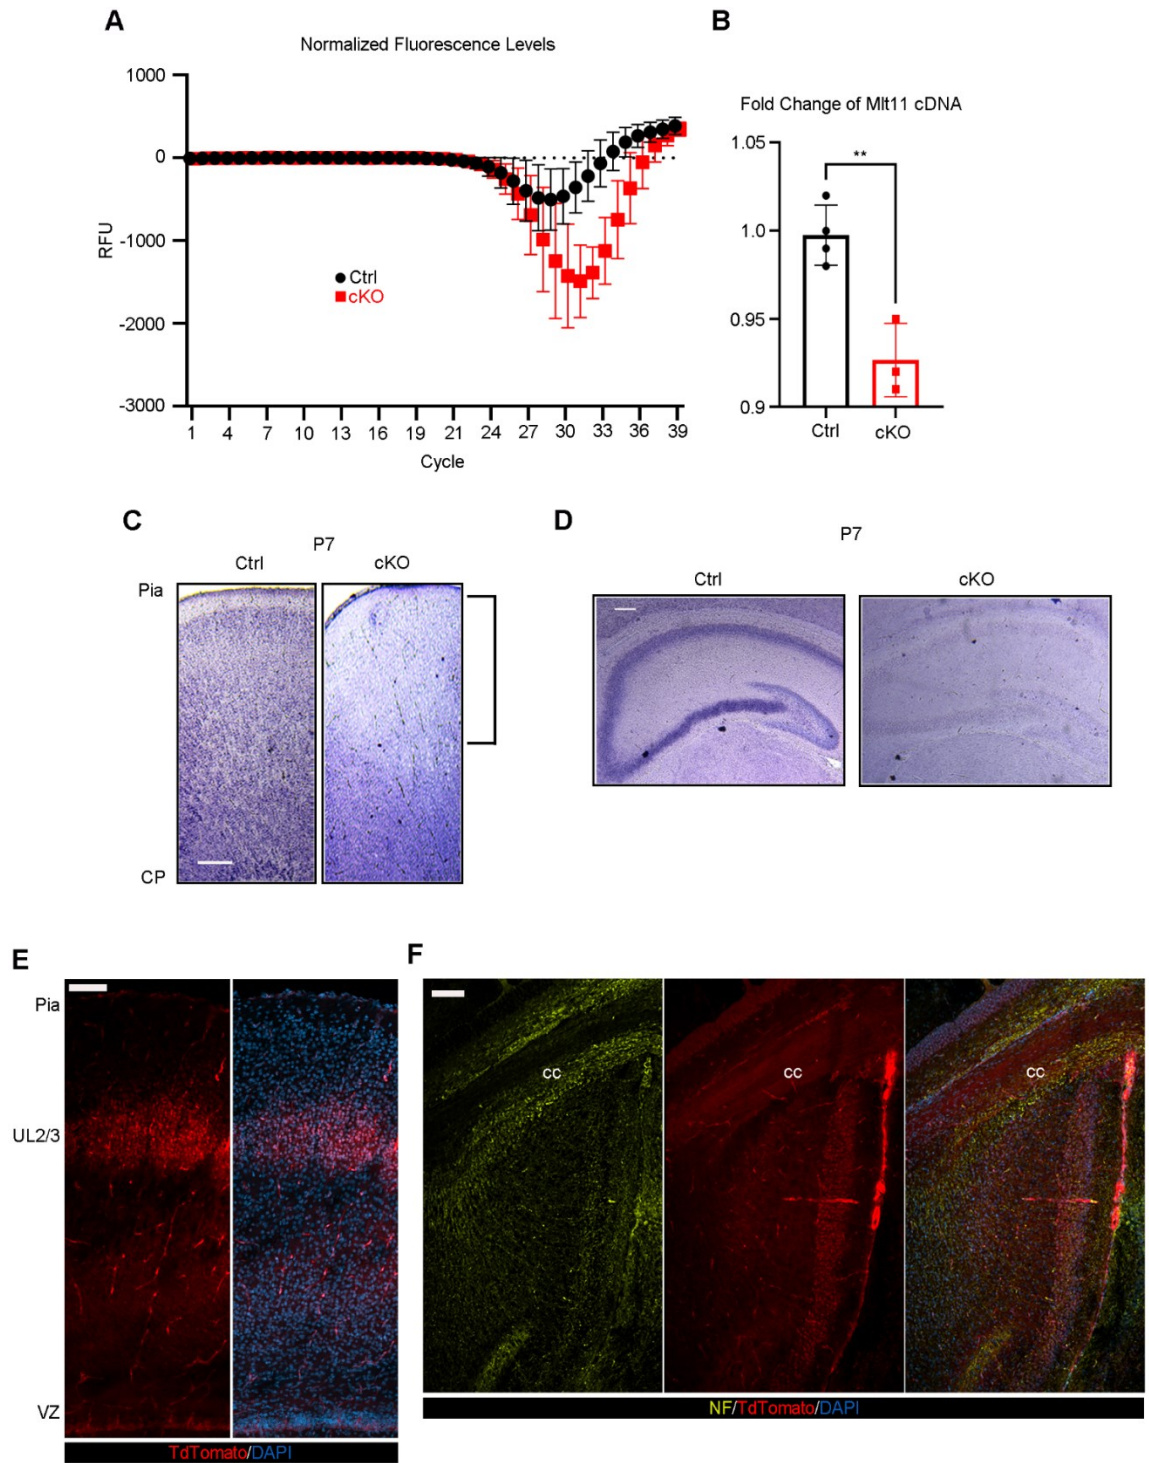 A
Normalized Fluorescence Levels
1000
0
-1000
-2000
-3000
RFU
Ctrl
cKO
1 4 7 10 13 16 19 21 24 27 30 33 36 39
Cycle
B
Fold Change of Mlt11 cDNA
1.05
1.0
0.95
0.9
**
Ctrl cKO
C
P7
Ctrl cKO
Pia
CP
D
P7
Ctrl cKO
E
Pia
UL2/3
VZ
TdTomato/DAPI
F
cc cc cc
NF/TdTomato/DAPI